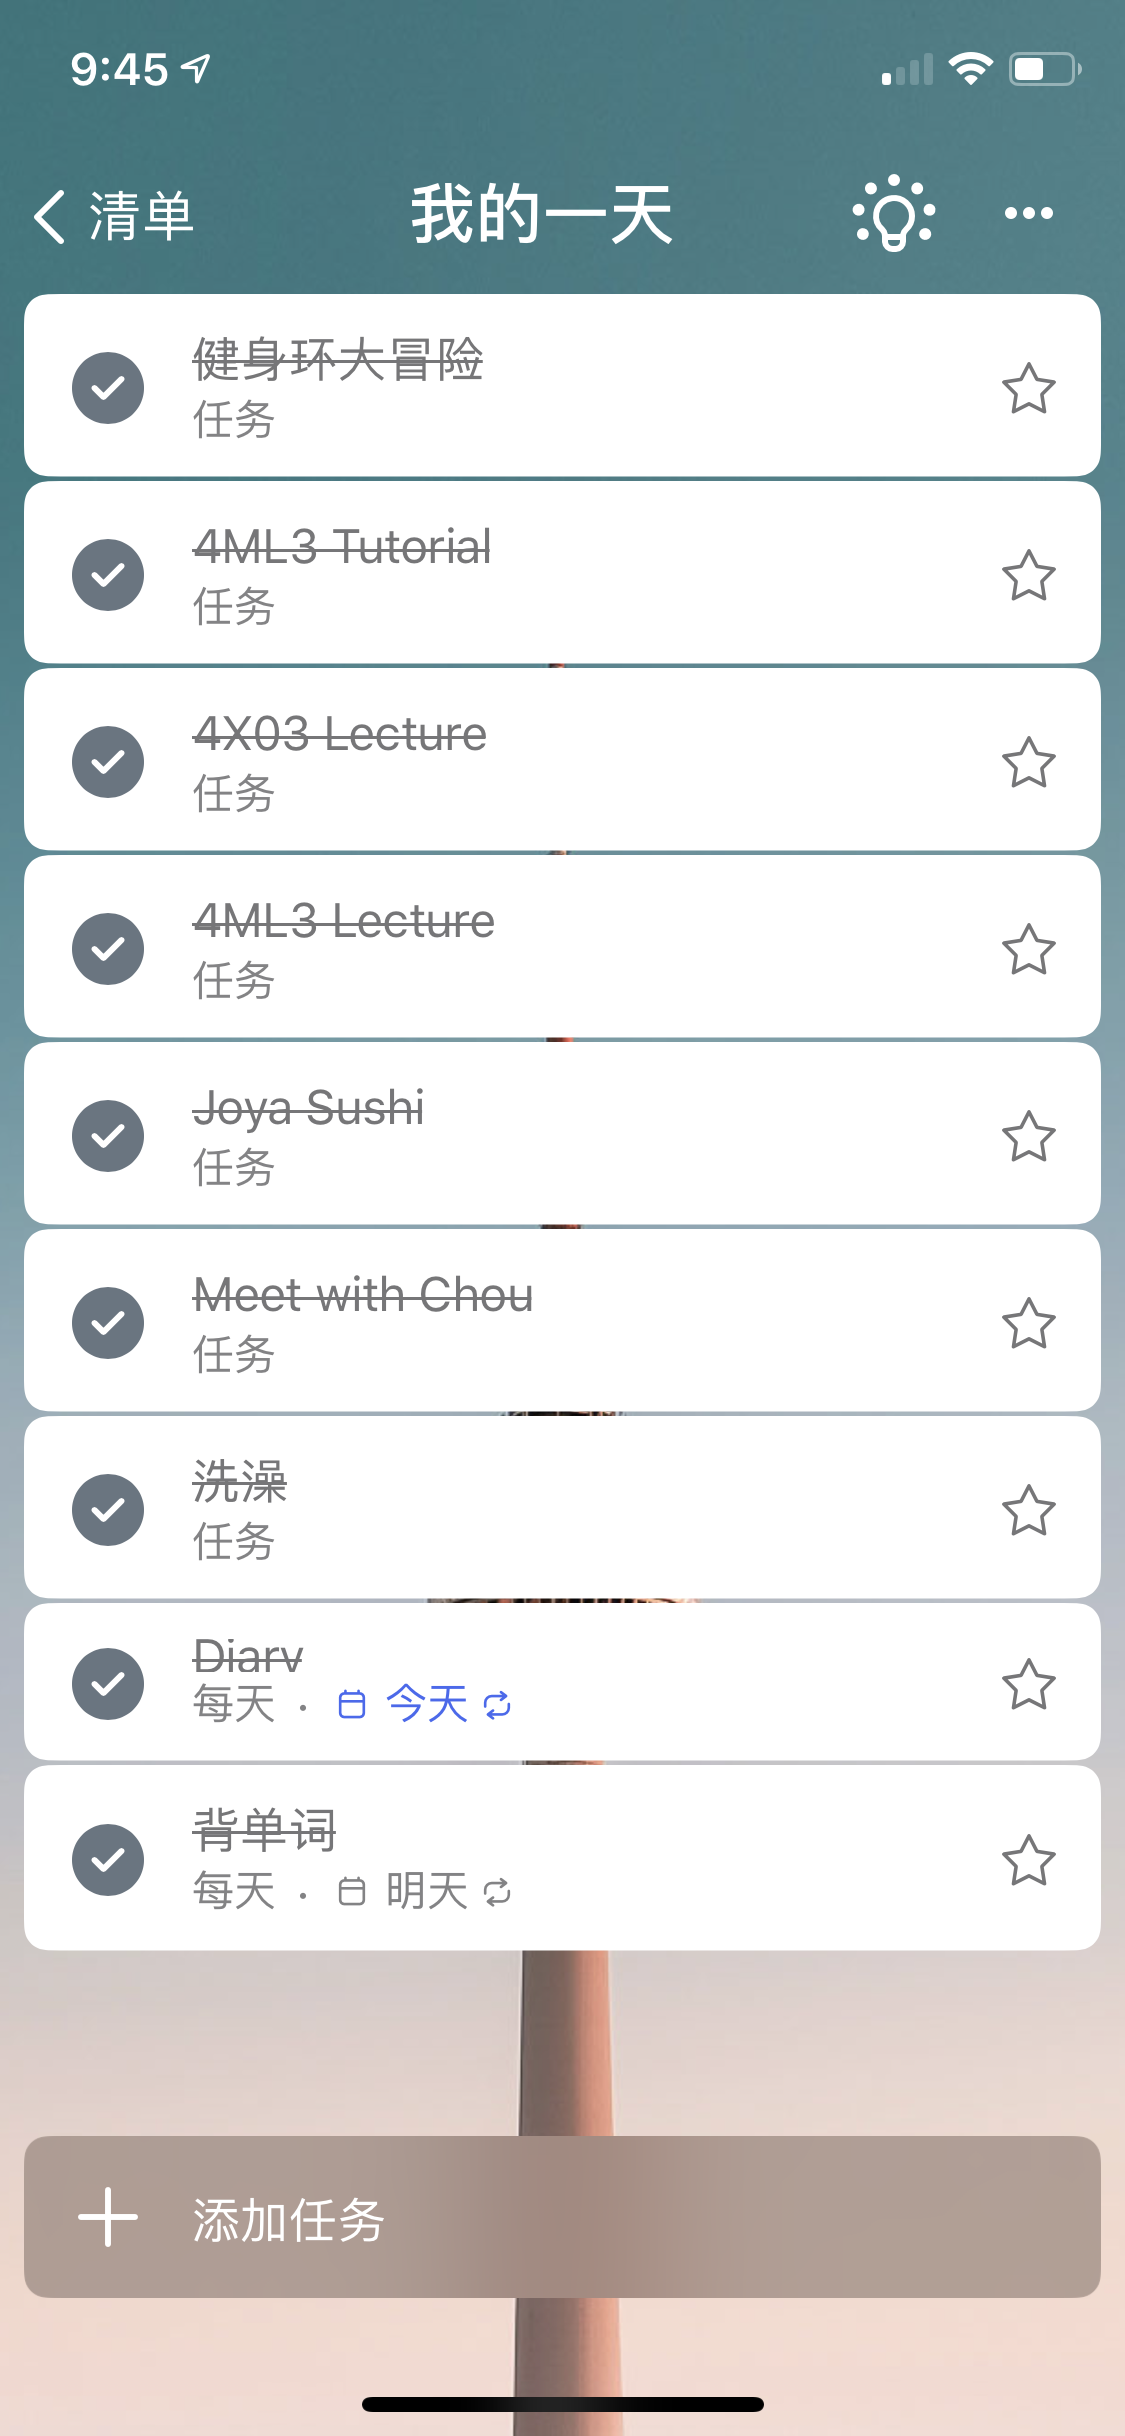 9:45
清单
我的一天
健身环大冒险
任务
4ML3 Tutorial
任务
4X03 Lecture
任务
4ML3 Lecture
任务
Joya Sushi
任务
Meet with Chou
任务
洗澡
任务
Diary
每天 · 今天
背单词
每天 · 明天
添加任务